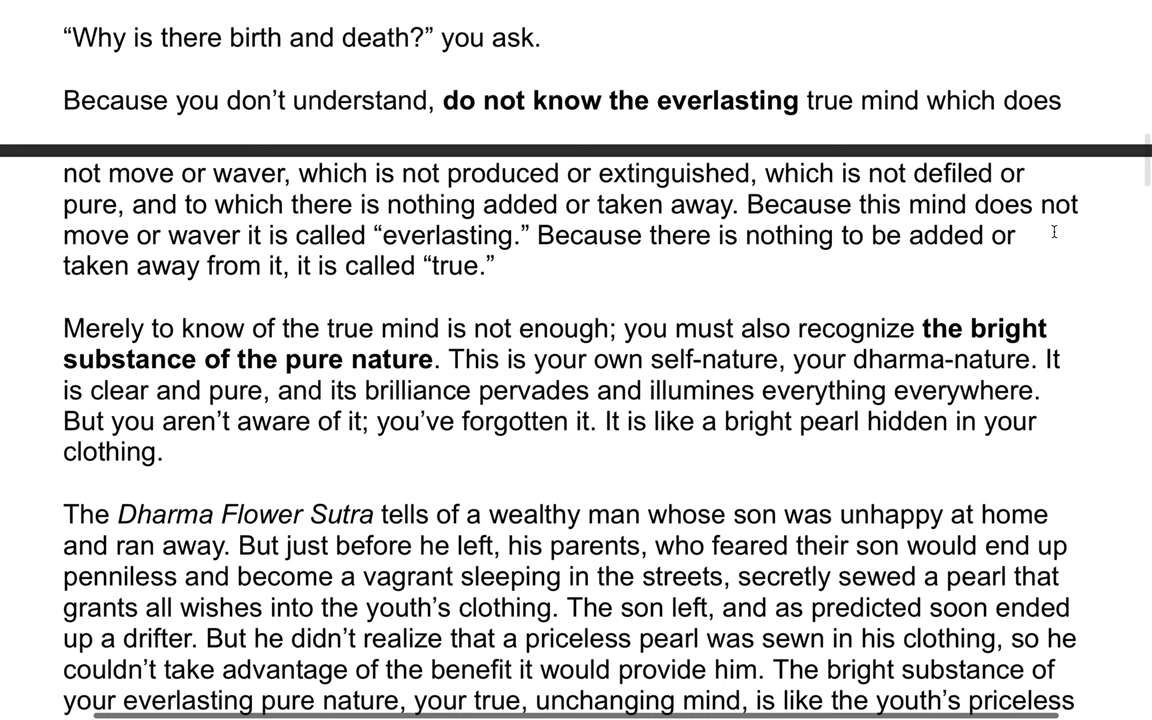 “Why is there birth and death?” you ask.
Because you don’t understand, do not know the everlasting true mind which does
not move or waver, which is not produced or extinguished, which is not defiled or
pure, and to which there is nothing added or taken away. Because this mind does not
move or waver it is called “everlasting.” Because there is nothing to be added or
taken away from it, it is called “true.”
Merely to know of the true mind is not enough; you must also recognize the bright
substance of the pure nature. This is your own self-nature, your dharma-nature. It
is clear and pure, and its brilliance pervades and illumines everything everywhere.
But you aren’t aware of it; you’ve forgotten it. It is like a bright pearl hidden in your
clothing.
The Dharma Flower Sutra tells of a wealthy man whose son was unhappy at home
and ran away. But just before he left, his parents, who feared their son would end up
penniless and become a vagrant sleeping in the streets, secretly sewed a pearl that
grants all wishes into the youth’s clothing. The son left, and as predicted soon ended
up a drifter. But he didn’t realize that a priceless pearl was sewn in his clothing, so he
couldn’t take advantage of the benefit it would provide him. The bright substance of
your everlasting pure nature, your true, unchanging mind, is like the youth’s priceless